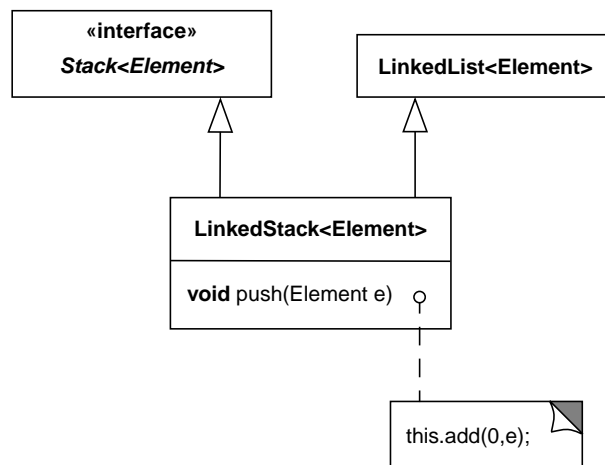 «interface»
Stack<Element>
LinkedList<Element>
LinkedStack<Element>
void push(Element e)
this.add(0,e);